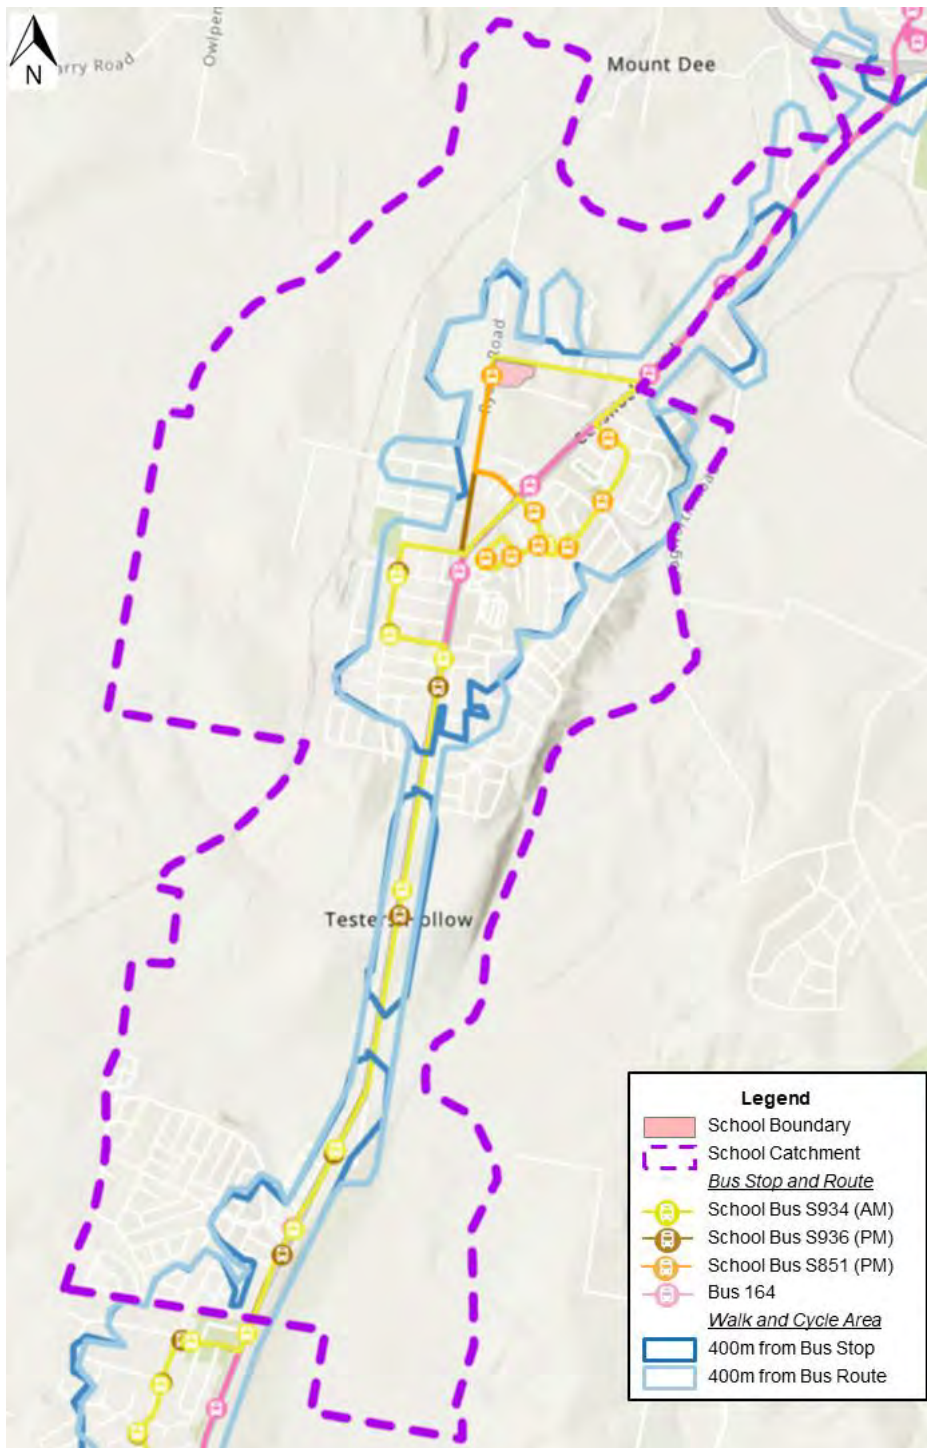 Mount Dee
arry Road
Owlpen
N
Road
Testers Hollow
Legend
School Boundary
School Catchment
Bus Stop and Route
School Bus S934 (AM)
School Bus S936 (PM)
School Bus S851 (PM)
Bus 164
Walk and Cycle Area
400m from Bus Stop
400m from Bus Route